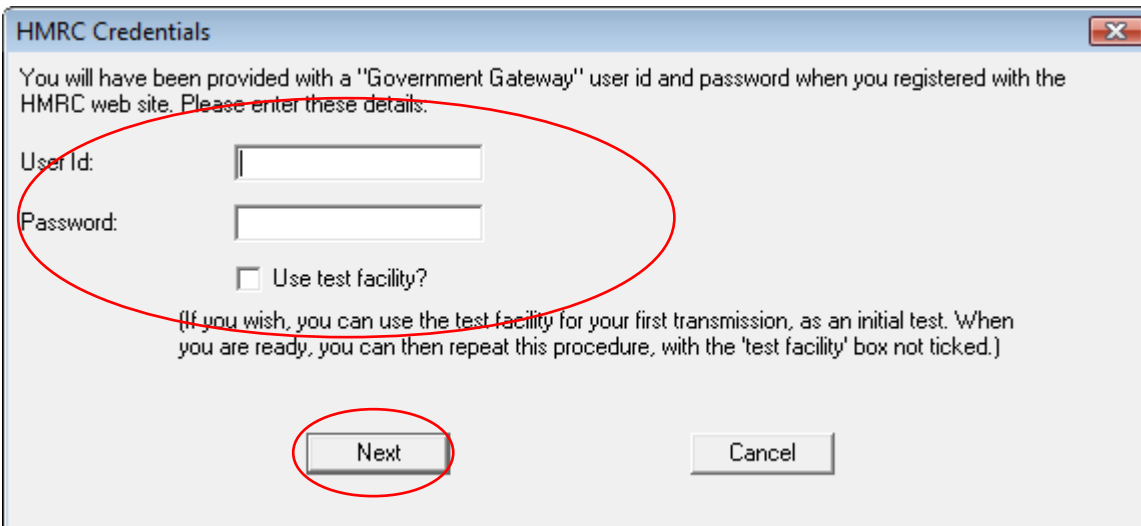 HMRC Credentials
You will have been provided with a "Government Gateway" user id and password when you registered with the
HMRC web site. Please enter these details.
User Id:
Password:
Use test facility?
(If you wish, you can use the test facility for your first transmission, as an initial test. When
you are ready, you can then repeat this procedure, with the 'test facility' box not ticked.)
Next Cancel